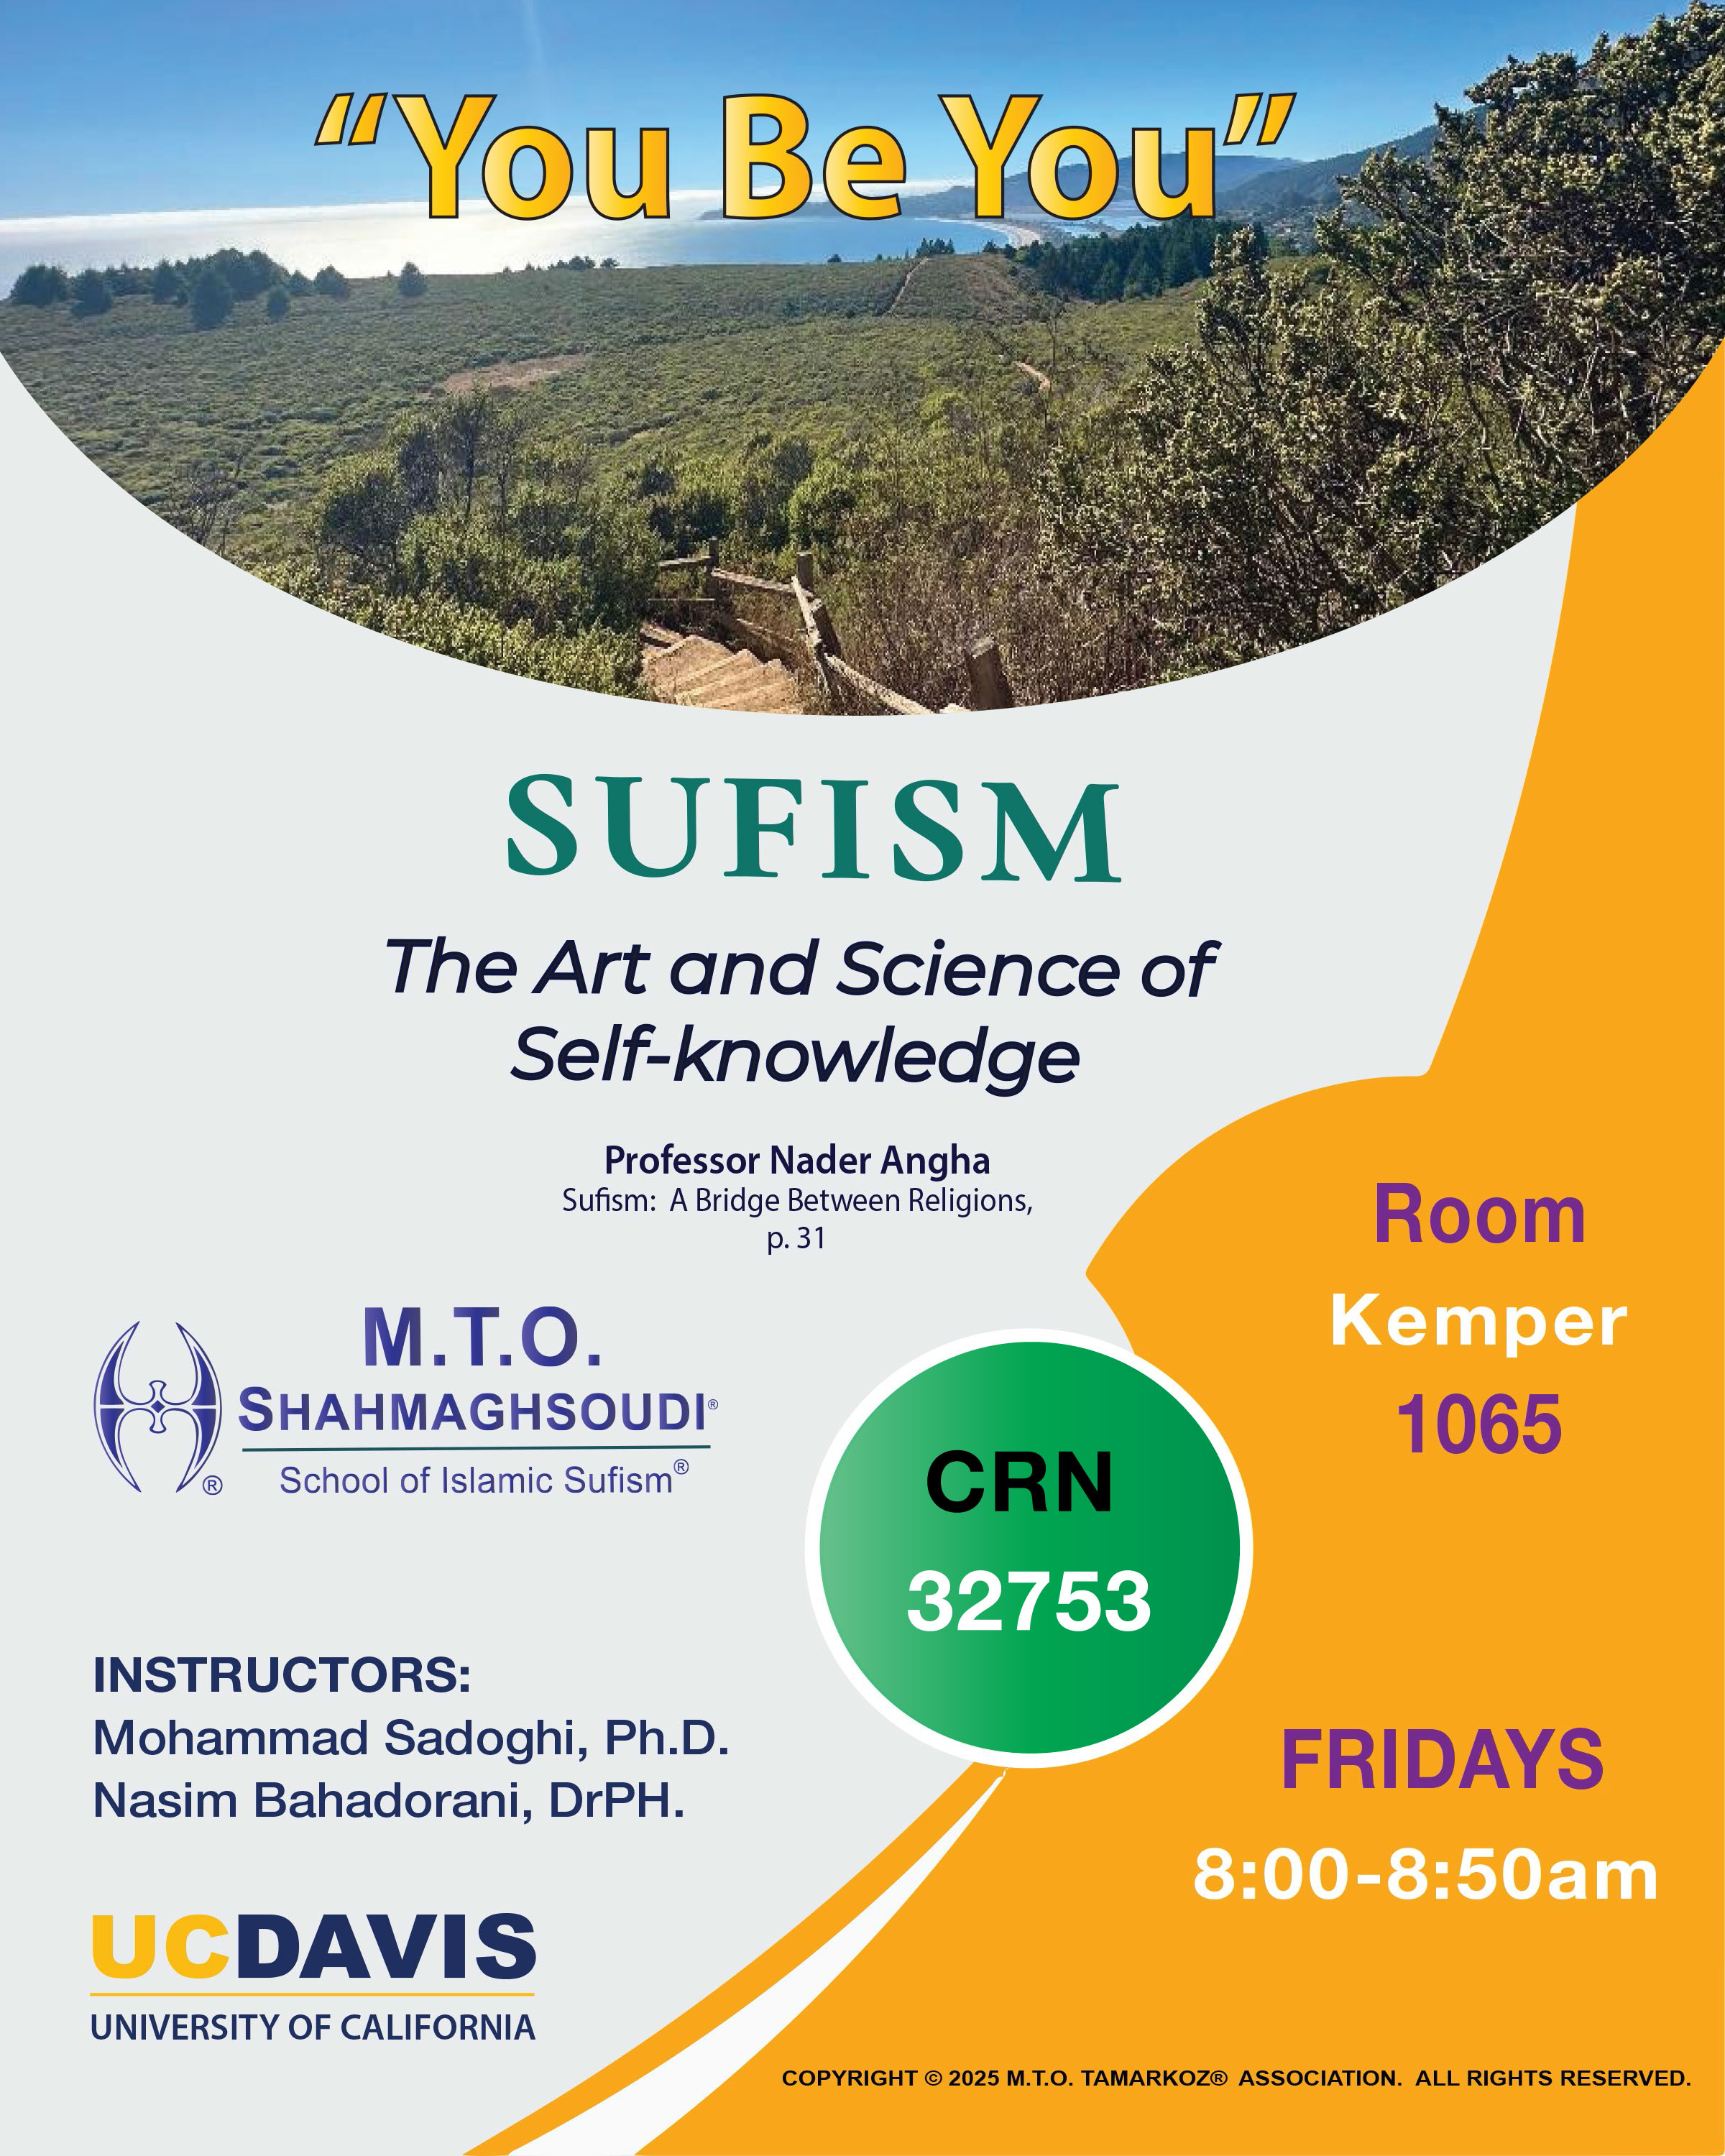 “You Be You”
SUFISM
The Art and Science of
Self-knowledge
Professor Nader Angha
Sufism:  A Bridge Between Religions,
p. 31
M.T.O.
SHAHMAGHSOUDI®
School of Islamic Sufism®
®
Room
Kemper
1065
CRN
32753
INSTRUCTORS:
Mohammad Sadoghi, Ph.D.
Nasim Bahadorani, DrPH.
FRIDAYS
8:00-8:50am
UCDAVIS
UNIVERSITY OF CALIFORNIA
COPYRIGHT © 2025 M.T.O. TAMARKOZ® ASSOCIATION.  ALL RIGHTS RESERVED.